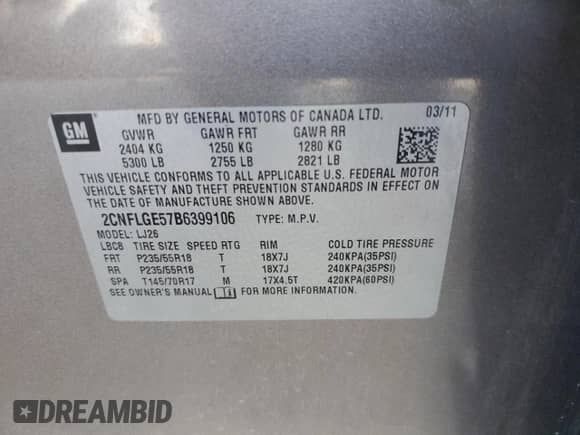 GM
MFD BY GENERAL MOTORS OF CANADA LTD. 03/11
GVWR GAWR FRT GAWR RR
2404 KG 1250 KG 1280 KG
5300 LB 2755 LB 2821 LB
THIS VEHICLE CONFORMS TO ALL APPLICABLE U.S. FEDERAL MOTOR
VEHICLE SAFETY AND THEFT PREVENTION STANDARDS IN EFFECT ON
THE DATE OF MANUFACTURE SHOWN ABOVE.
2CNFLGE57B6399106 TYPE: M.P.V.
MODEL: LJ26
LBC8 TIRE SIZE SPEED RTG RIM COLD TIRE PRESSURE
FRT P235/55R18 T 18X7J 240KPA(35PSI)
RR P235/55R18 T 18X7J 240KPA(35PSI)
SPA T145/70R17 M 17X4.5T 420KPA(60PSI)
SEE OWNER'S MANUAL FOR MORE INFORMATION.
DREAMBID